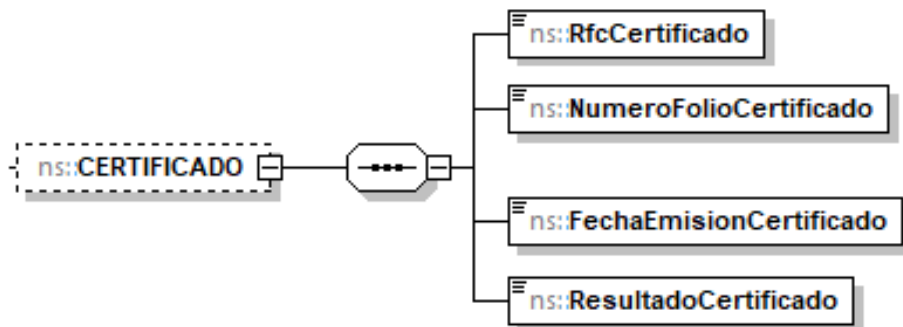 ns::RfcCertificado
ns::NumeroFolioCertificado
ns::CERTIFICADO
ns::FechaEmisionCertificado
ns::ResultadoCertificado